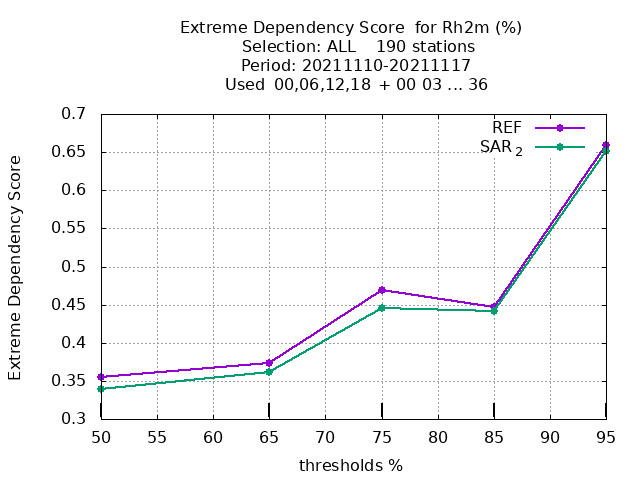 Extreme Dependency Score  for Rh2m (%)
Selection: ALL    190 stations
Period: 20211110-20211117
Used  00,06,12,18  + 00 03 ... 36
REF
SAR 2
0.7
0.65
0.6
0.55
0.5
0.45
0.4
0.35
0.3
Extreme Dependency Score
50 55 60 65 70 75 80 85 90 95
thresholds %